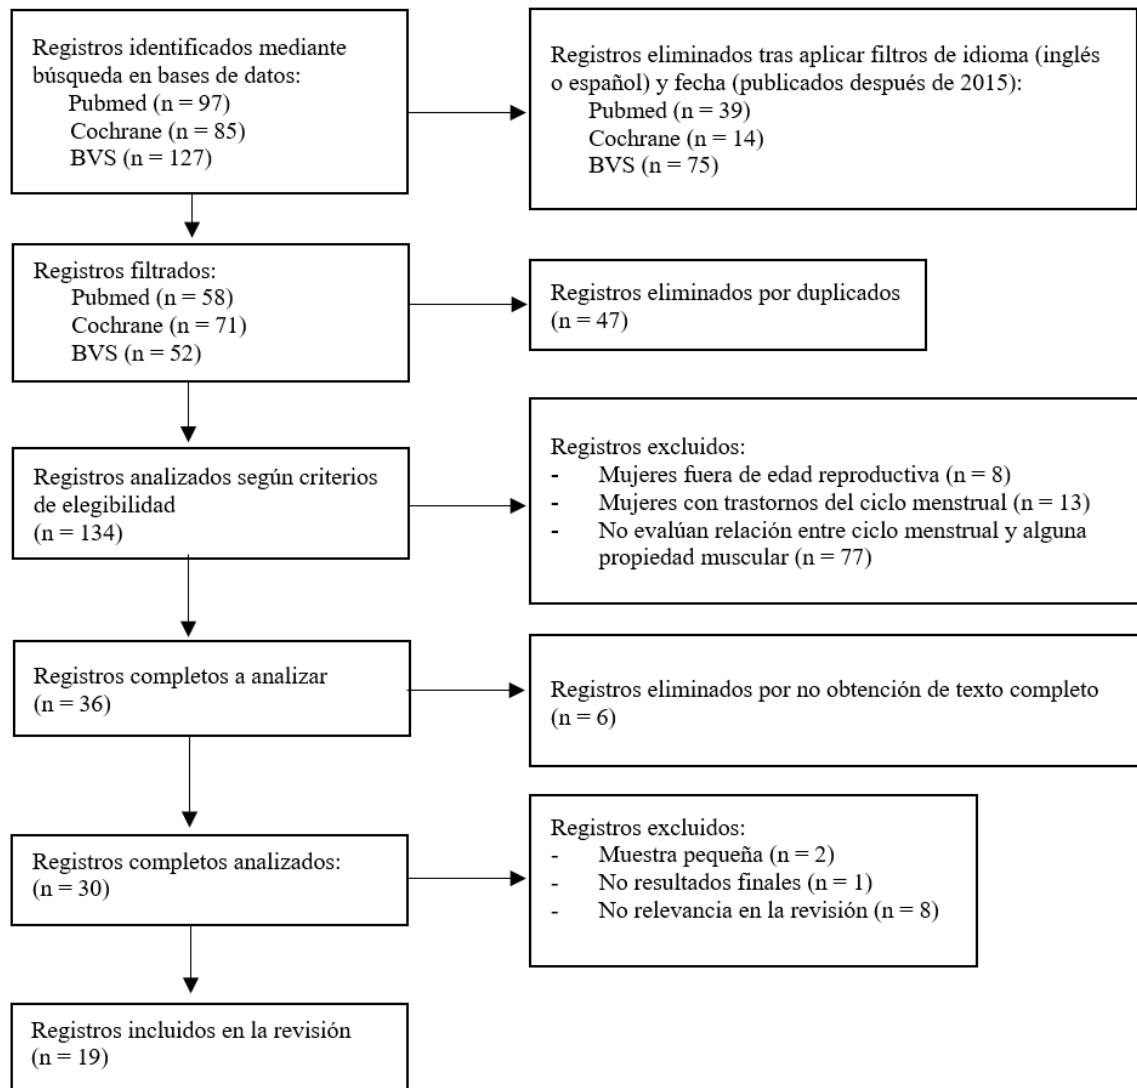 Registros identificados mediante
búsqueda en bases de datos:
Pubmed (n = 97)
Cochrane (n = 85)
BVS (n = 127)
Registros eliminados tras aplicar filtros de idioma (inglés
o español) y fecha (publicados después de 2015):
Pubmed (n = 39)
Cochrane (n = 14)
BVS (n = 75)
Registros filtrados:
Pubmed (n = 58)
Cochrane (n = 71)
BVS (n = 52)
Registros eliminados por duplicados
(n = 47)
Registros analizados según criterios
de elegibilidad
(n = 134)
Registros excluidos:
- Mujeres fuera de edad reproductiva (n = 8)
- Mujeres con trastornos del ciclo menstrual (n = 13)
- No evalúan relación entre ciclo menstrual y alguna
propiedad muscular (n = 77)
Registros completos a analizar
(n = 36)
Registros eliminados por no obtención de texto completo
(n = 6)
Registros completos analizados:
(n = 30)
Registros excluidos:
- Muestra pequeña (n = 2)
- No resultados finales (n = 1)
- No relevancia en la revisión (n = 8)
Registros incluidos en la revisión
(n = 19)